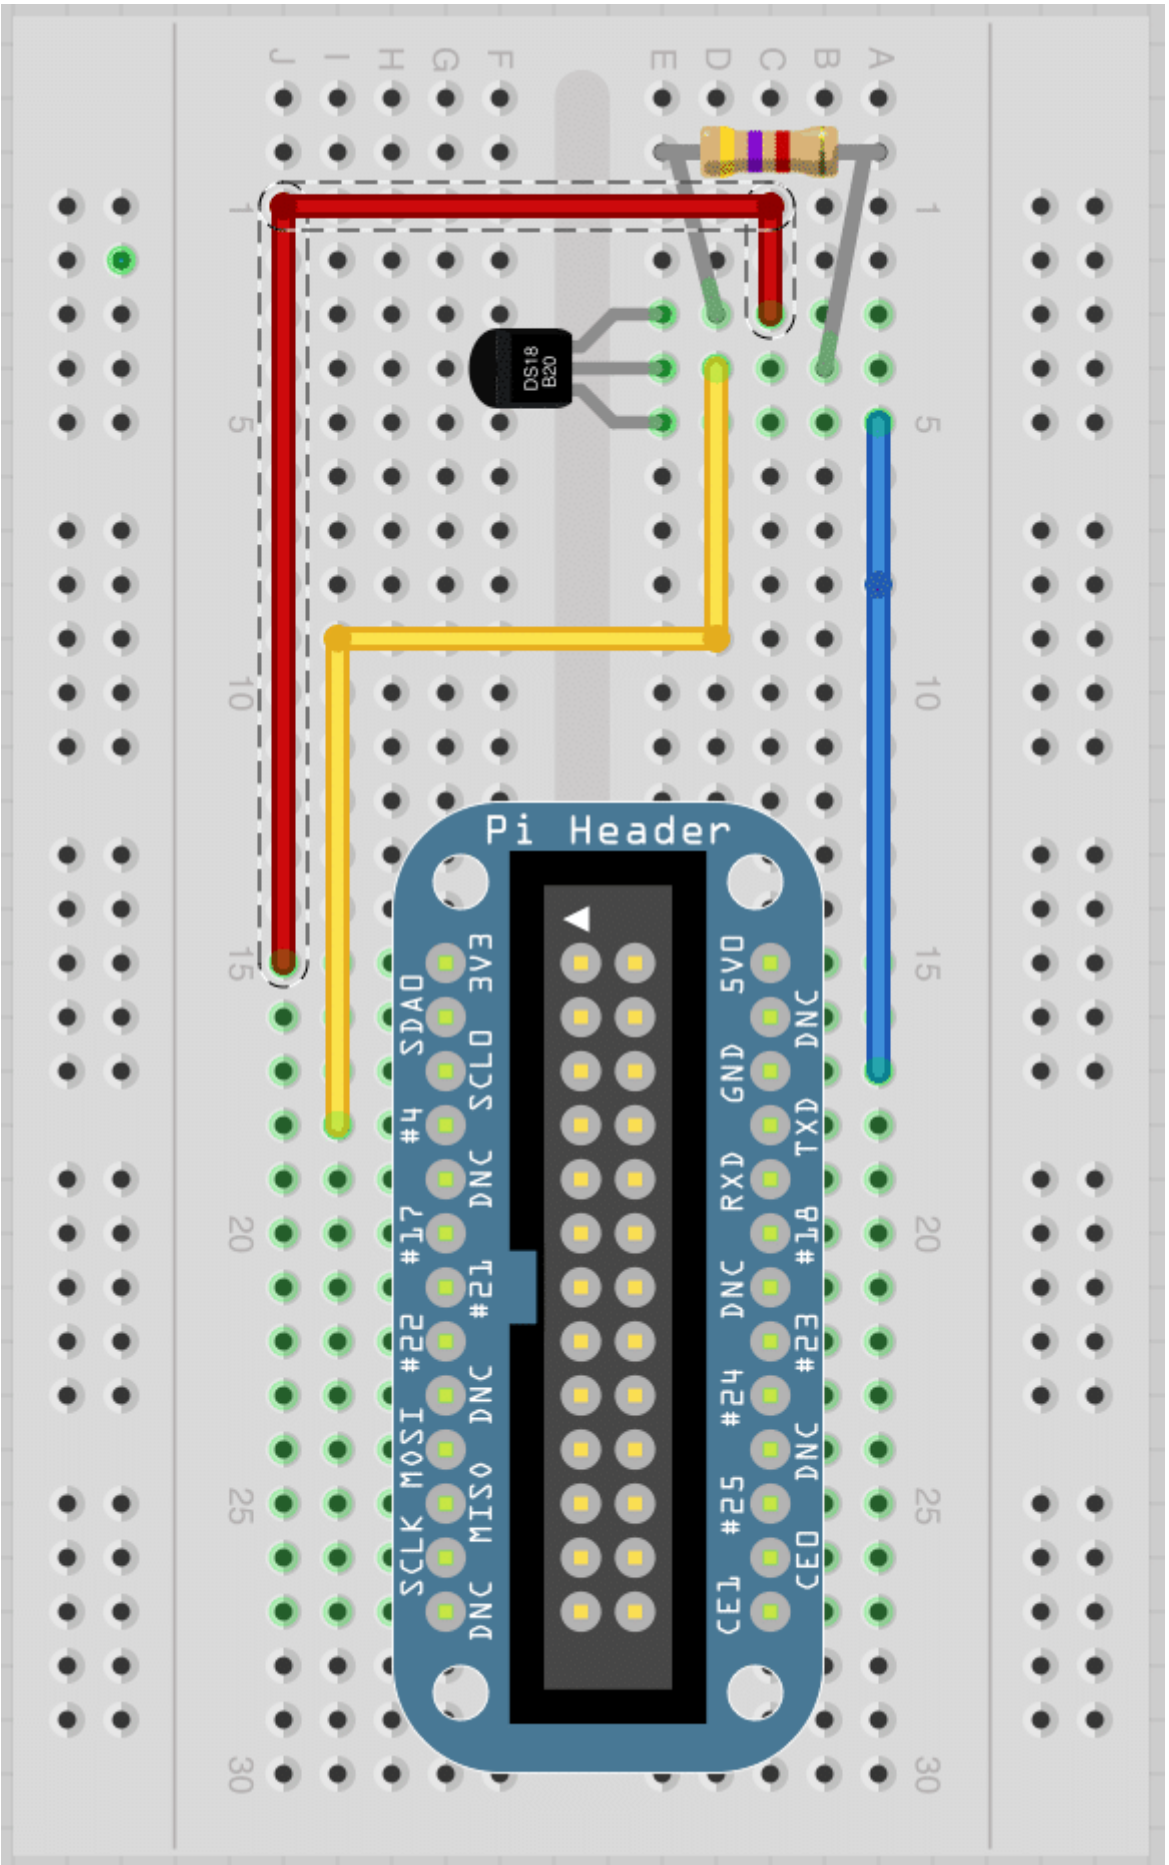 J I H G F E D C B A
1 1
DS18
B20
5 5
10 10
Pi Header
15 15
3V3 5V0
SDA0 DNC
SCL0 GND
#4 TXD
DNC RXD
#17 #18
20 20
#21 DNC
#22 #23
DNC #24
MOSI DNC
25 25
MISO #25
SCLK CE0
DNC CE1
30 30